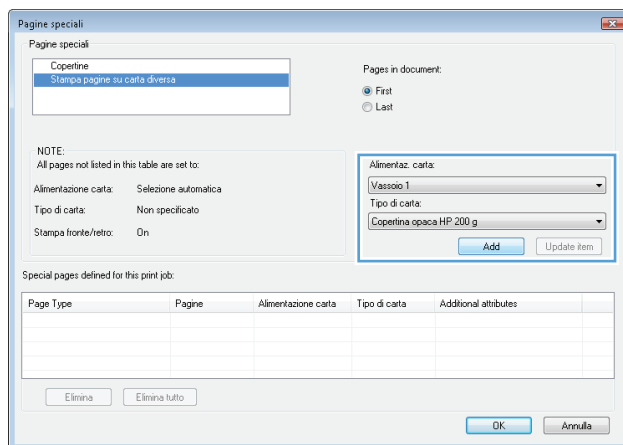 Pagine speciali
Pagine speciali
Copertine
Stampa pagine su carta diversa
Pages in document:
First
Last
NOTE:
All pages not listed in this table are set to:
Alimentazione carta: Selezione automatica
Tipo di carta: Non specificato
Stampa fronte/retro: On
Alimentaz. carta:
Vassoio 1
Tipo di carta:
Copertina opaca HP 200 g
Add Update item
Special pages defined for this print job:
Page Type Pagine Alimentazione carta Tipo di carta Additional attributes
Elimina Elimina tutto
OK Annulla